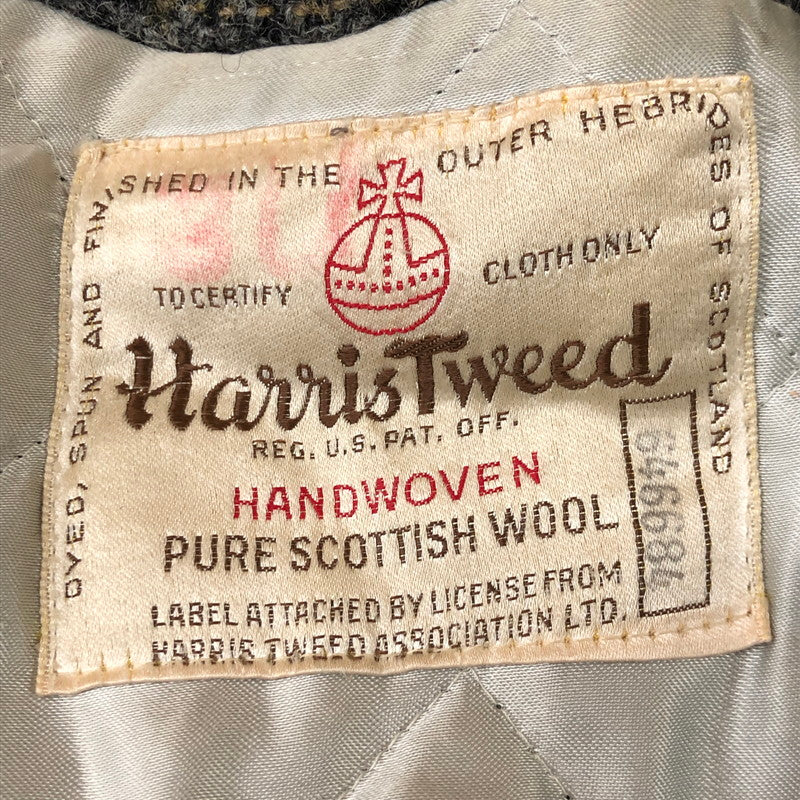 DYED, SPUN AND FINISHED IN THE OUTER HEBRIDES OF SCOTLAND
TO CERTIFY CLOTH ONLY
Harris Tweed
REG. U.S. PAT. OFF.
HANDWOVEN
PURE SCOTTISH WOOL
LABEL ATTACHED BY LICENSE FROM
HARRIS TWEED ASSOCIATION LTD.
646684